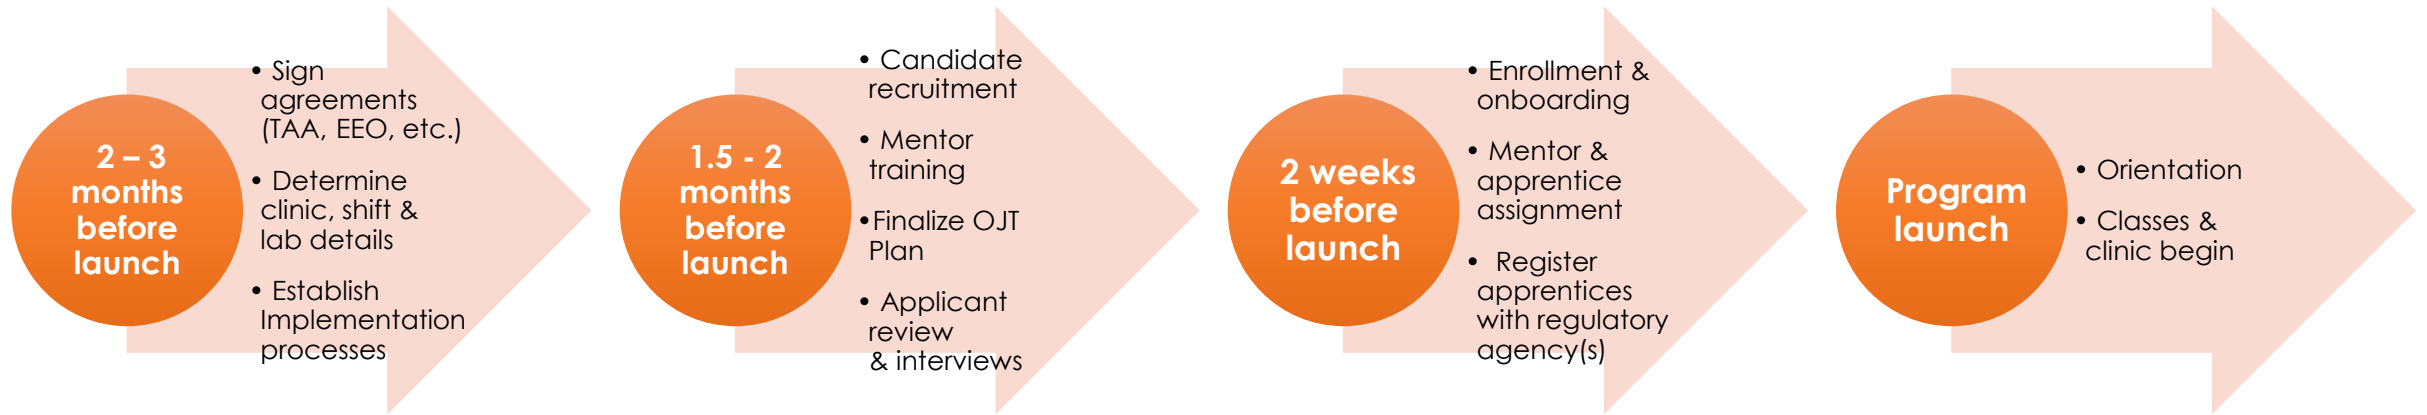 2 – 3
months
before
launch
• Sign
agreements
(TAA, EEO, etc.)
• Determine
clinic, shift &
lab details
• Establish
Implementation
processes
1.5 - 2
months
before
launch
• Candidate
recruitment
• Mentor
training
•Finalize OJT
Plan
• Applicant
review
& interviews
2 weeks
before
launch
• Enrollment &
onboarding
• Mentor &
apprentice
assignment
• Register
apprentices
with regulatory
agency(s)
Program
launch
• Orientation
• Classes &
clinic begin